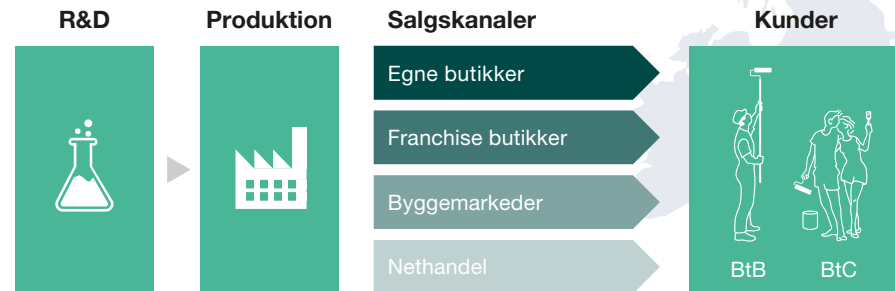 R&D
Produktion
Salgskanaler
Kunder
Egne butikker
Franchise butikker
Byggemarkeder
Nethandel
BtB
BtC